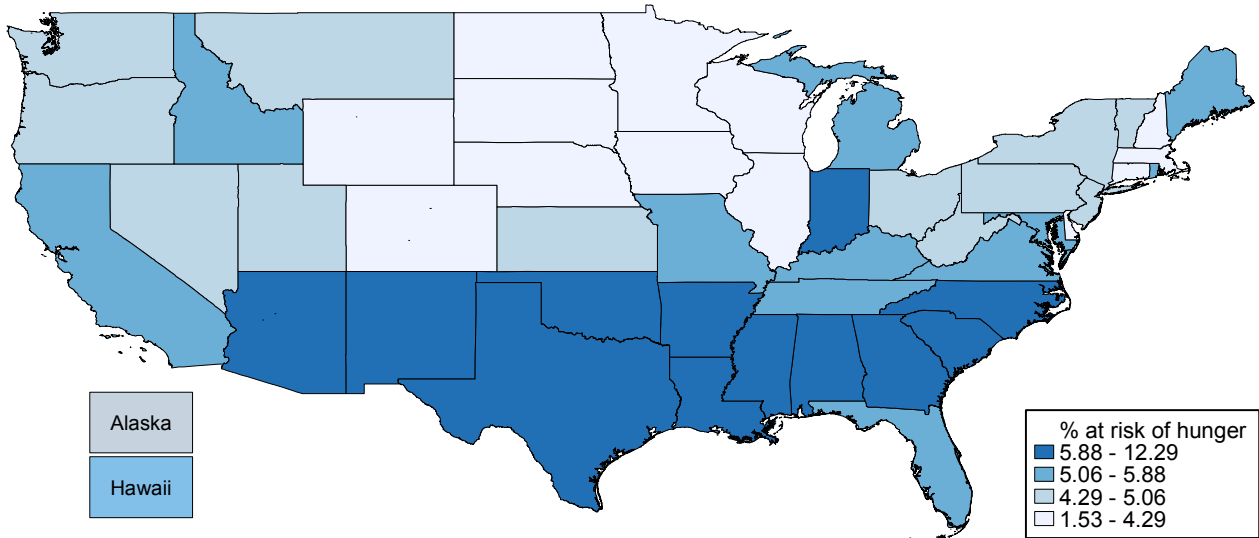 Alaska
Hawaii
% at risk of hunger
5.88 - 12.29
5.06 - 5.88
4.29 - 5.06
1.53 - 4.29